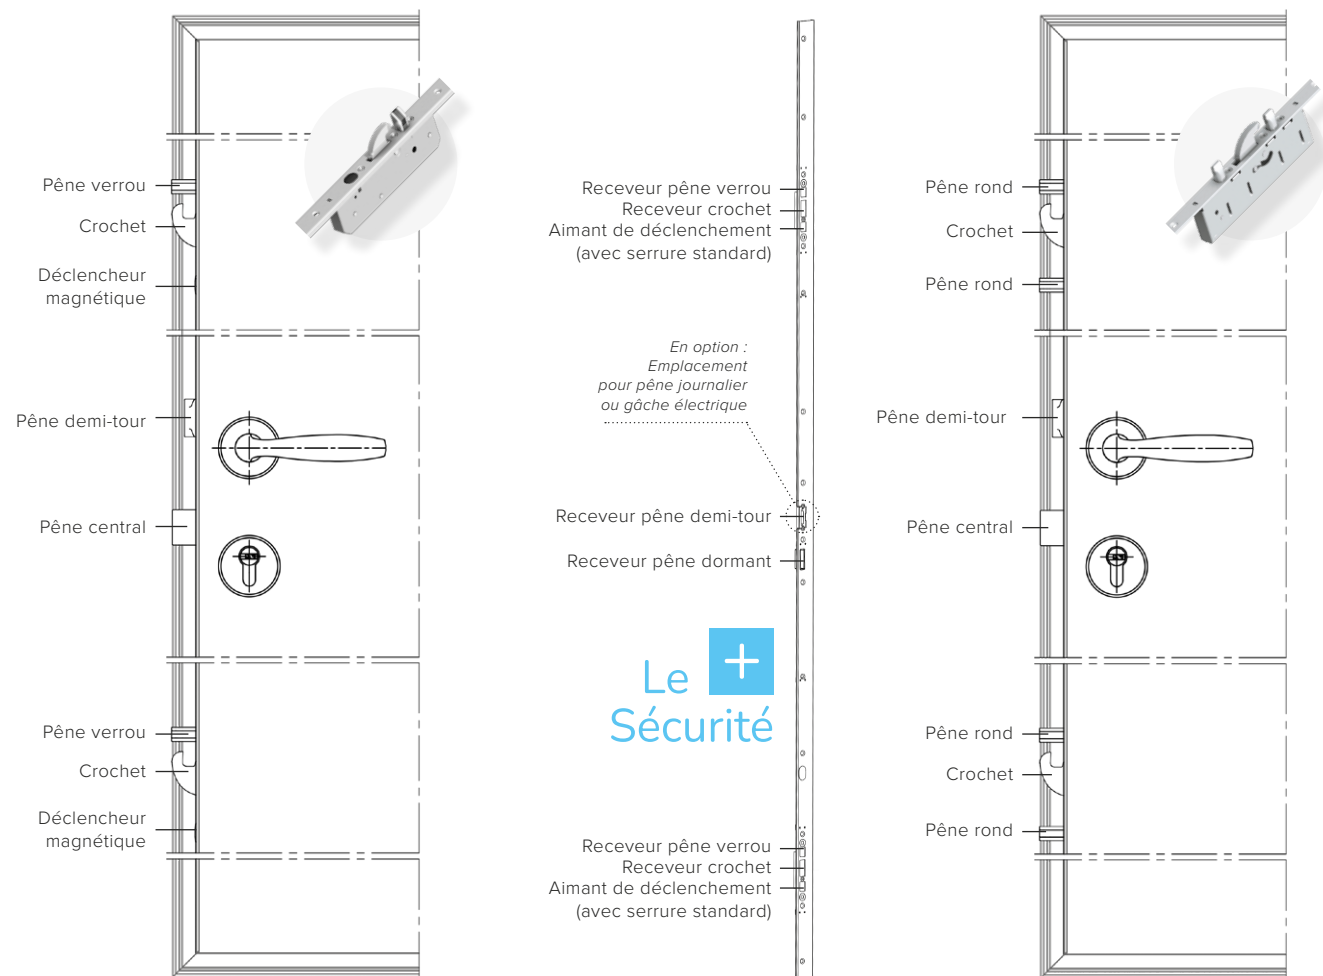 Pêne verrou
Crochet
Déclencheur
magnétique
Pêne demi-tour
Pêne central
Pêne verrou
Crochet
Déclencheur
magnétique
Receveur pêne verrou
Receveur crochet
Aimant de déclenchement
(avec serrure standard)
En option :
Emplacement
pour pêne journalier
ou gâche électrique
Receveur pêne demi-tour
Receveur pêne dormant
Le +
Sécurité
Receveur pêne verrou
Receveur crochet
Aimant de déclenchement
(avec serrure standard)
Pêne rond
Crochet
Pêne rond
Pêne demi-tour
Pêne central
Pêne rond
Crochet
Pêne rond